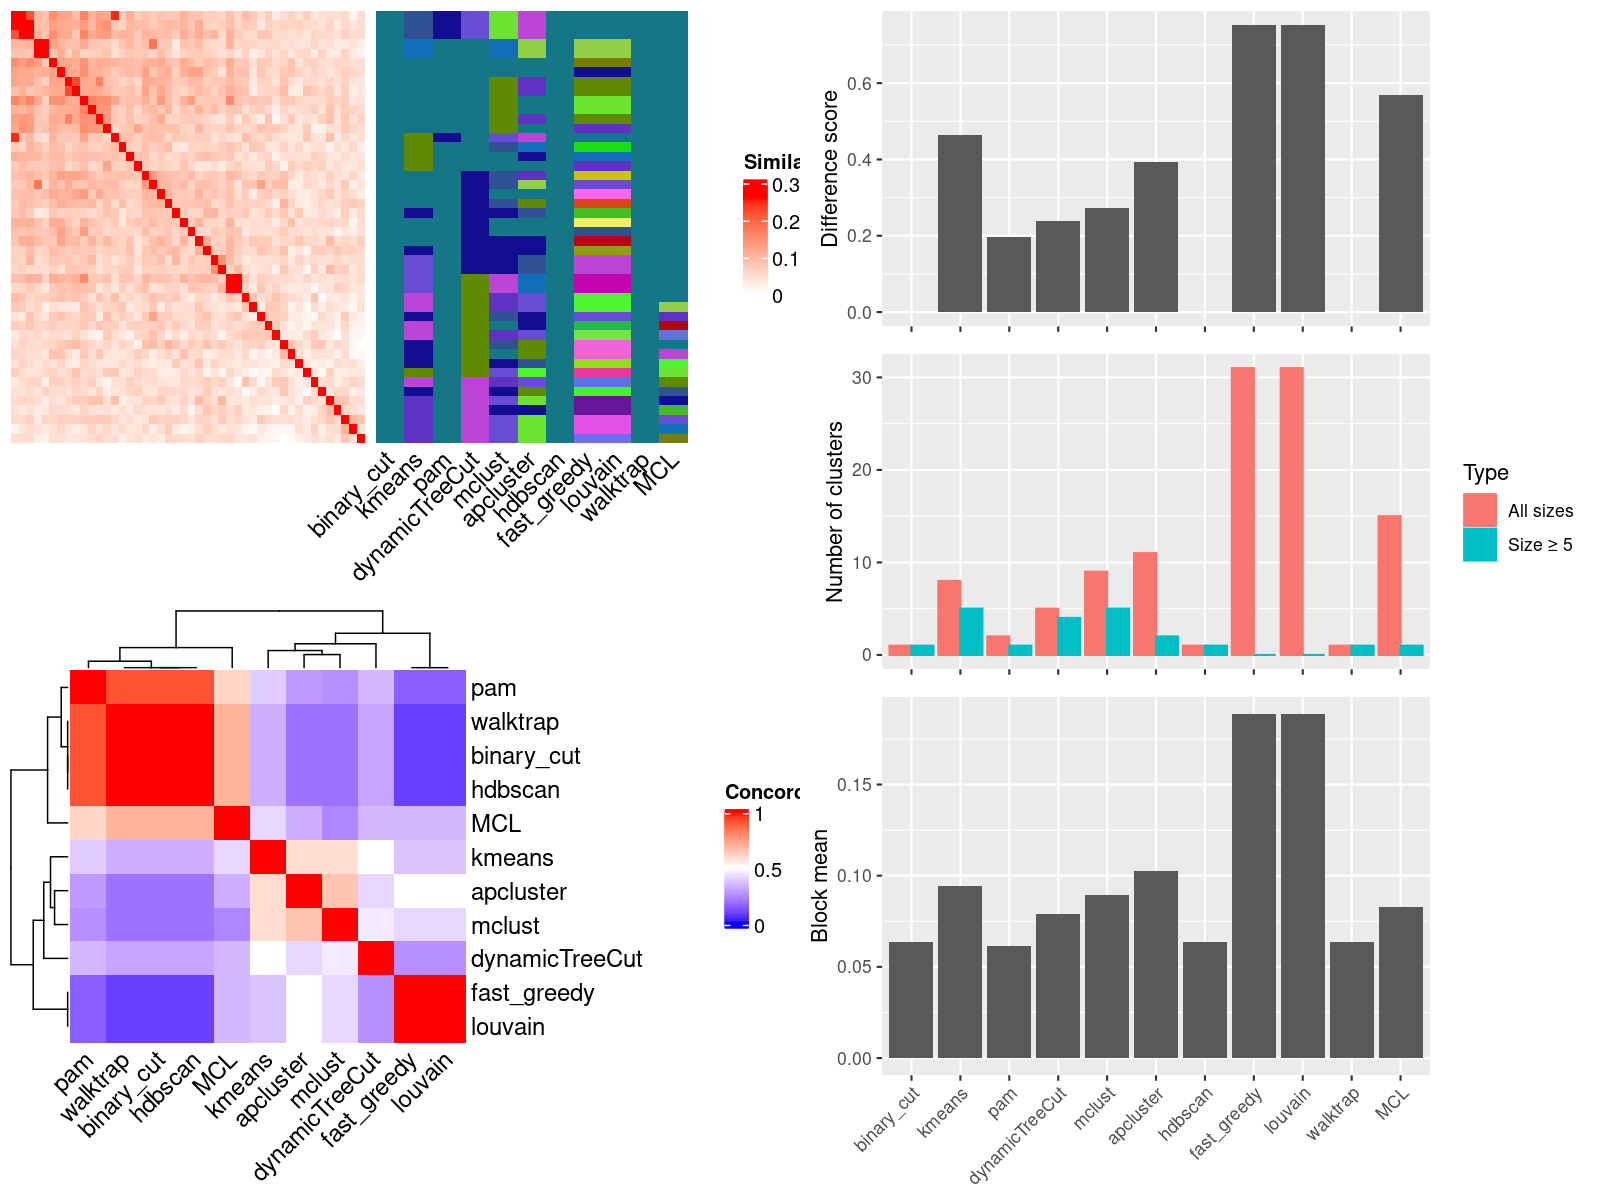 Simila
0.3
0.2
0.1
0
binary_cut
kmeans
pam
dynamicTreeCut
mclust
apcluster
hdbscan
fast_greedy
louvain
walktrap
MCL
pam
walktrap
binary_cut
hdbscan
MCL
kmeans
apcluster
mclust
dynamicTreeCut
fast_greedy
louvain
pam
walktrap
binary_cut
hdbscan
MCL
kmeans
apcluster
mclust
dynamicTreeCut
fast_greedy
louvain
Concord
1
0.5
0
Difference score
0.6
0.4
0.2
0.0
Number of clusters
30
20
10
0
Type
All sizes
Size ≥ 5
Block mean
0.15
0.10
0.05
0.00
binary_cut
kmeans
pam
dynamicTreeCut
mclust
apcluster
hdbscan
fast_greedy
louvain
walktrap
MCL